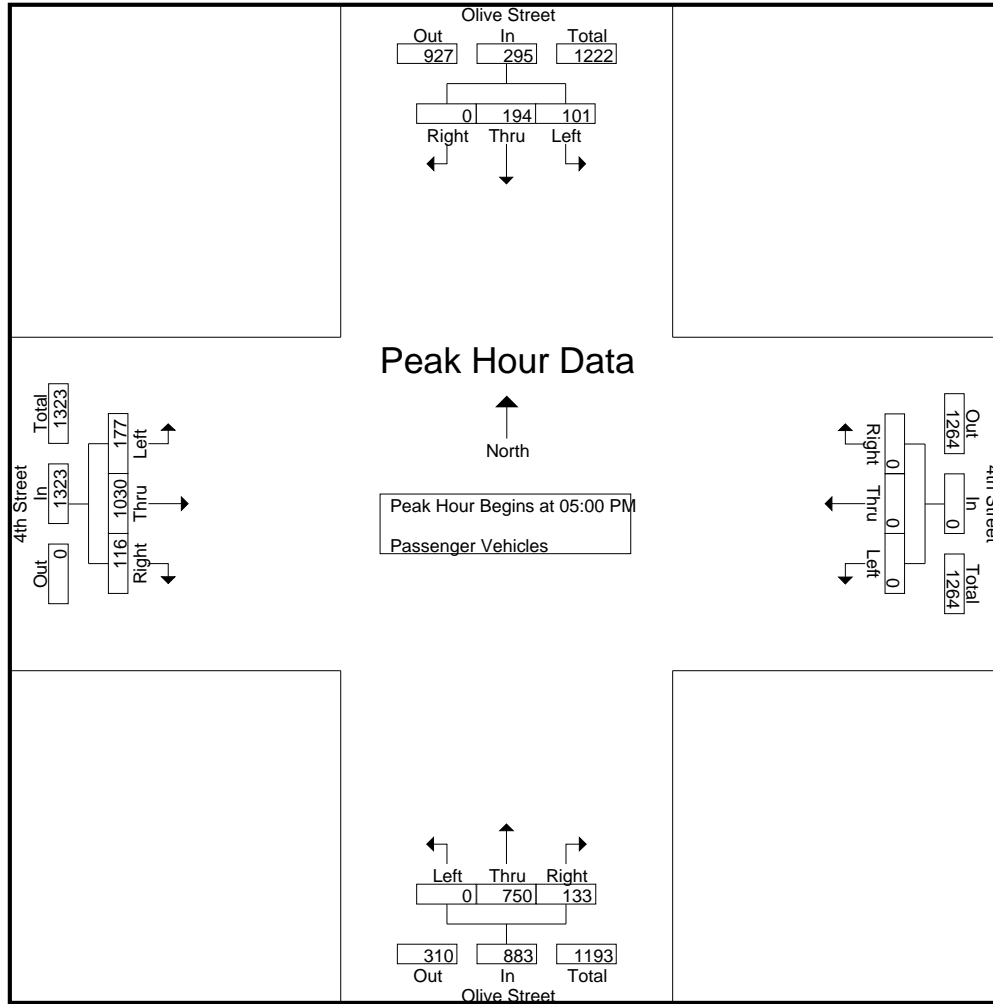 Olive Street
Out In Total
927 295 1222
0 194 101
Right Thru Left
Peak Hour Data
North
Peak Hour Begins at 05:00 PM
Passenger Vehicles
4th Street
Total In Out
1323 1323 0
177 1030 116
Left Thru Right
4th Street
Out In Total
1264 0 1264
Right Thru Left
0 0 0
Left Thru Right
0 750 133
310 883 1193
Out In Total
Olive Street